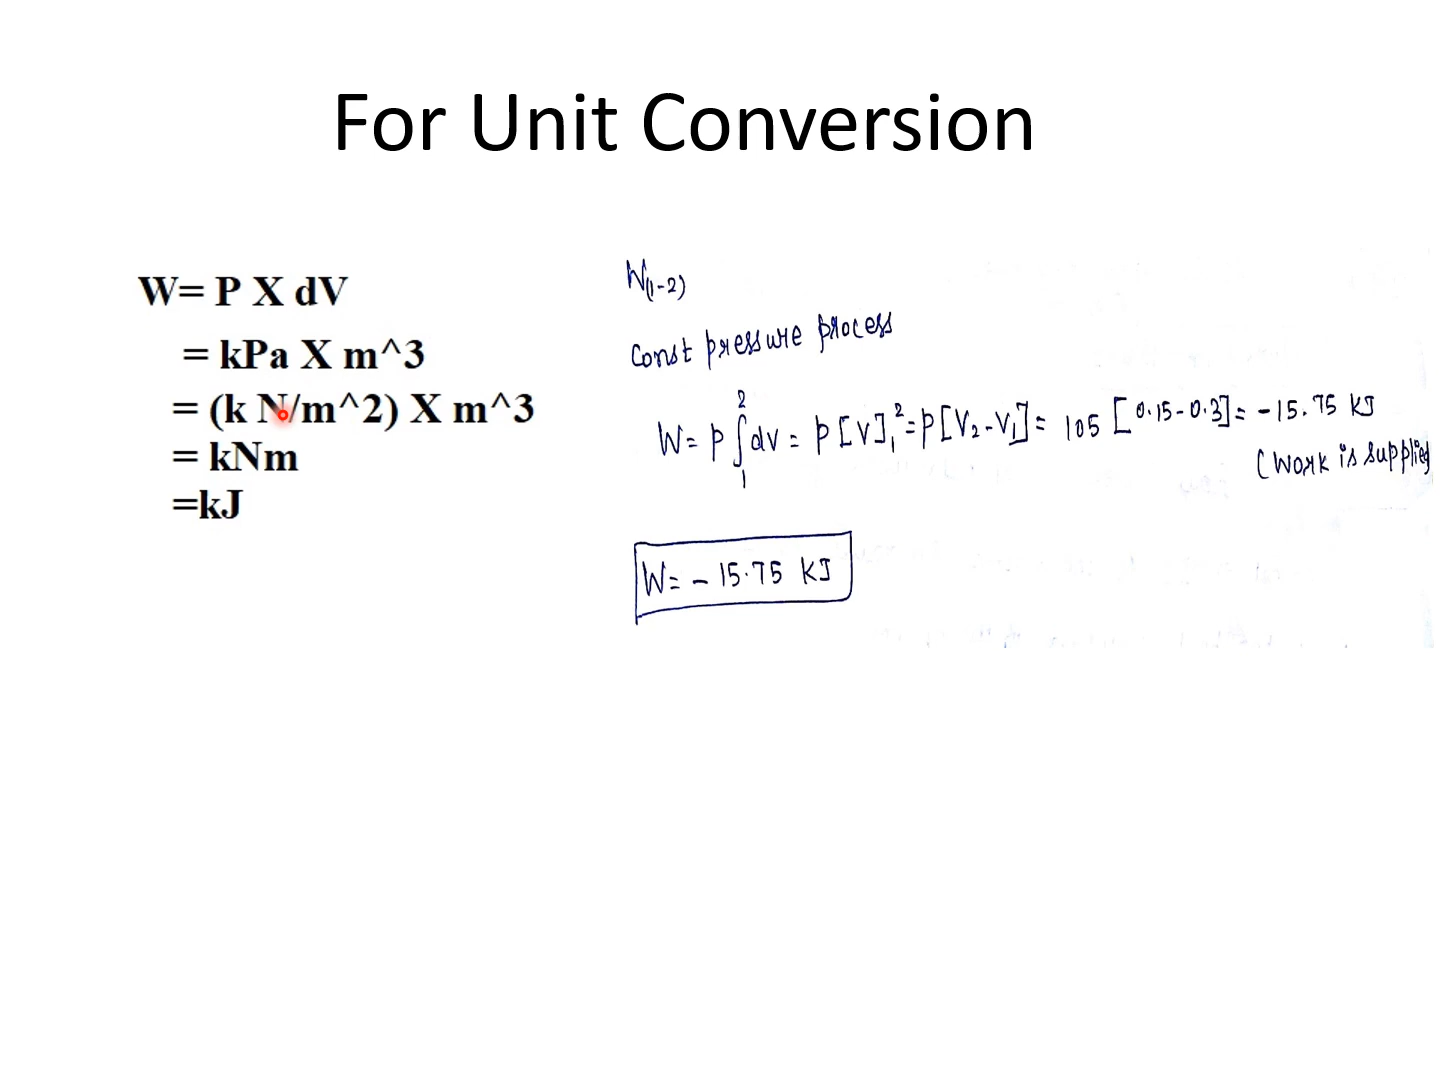 For Unit Conversion
W= P X dV
= kPa X m^3
= (k N/m^2) X m^3
= kNm
=kJ
W(1-2)
Const pressure process
W= p ∫₁² dv = p [v]₁² = p[V₂-V₁] = 105 [0.15-0.3] = -15.75 KJ
(Work is supplied
W= - 15.75 KJ